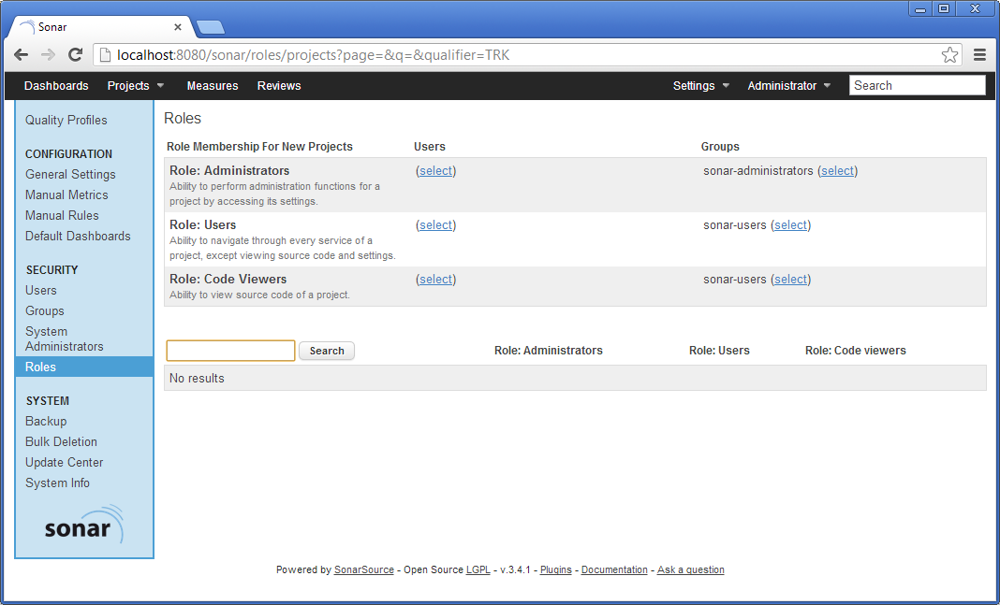 Sonar
localhost:8080/sonar/roles/projects?page=&q=&qualifier=TRK
Dashboards Projects Measures Reviews Settings Administrator Search
Quality Profiles
CONFIGURATION
General Settings
Manual Metrics
Manual Rules
Default Dashboards
SECURITY
Users
Groups
System
Administrators
Roles
SYSTEM
Backup
Bulk Deletion
Update Center
System Info
sonar
Roles
Role Membership For New Projects Users Groups
Role: Administrators (select) sonar-administrators (select)
Ability to perform administration functions for a
project by accessing its settings.
Role: Users (select) sonar-users (select)
Ability to navigate through every service of a
project, except viewing source code and settings.
Role: Code Viewers (select) sonar-users (select)
Ability to view source code of a project.
Search Role: Administrators Role: Users Role: Code viewers
No results
Powered by SonarSource - Open Source LGPL - v.3.4.1 - Plugins - Documentation - Ask a question